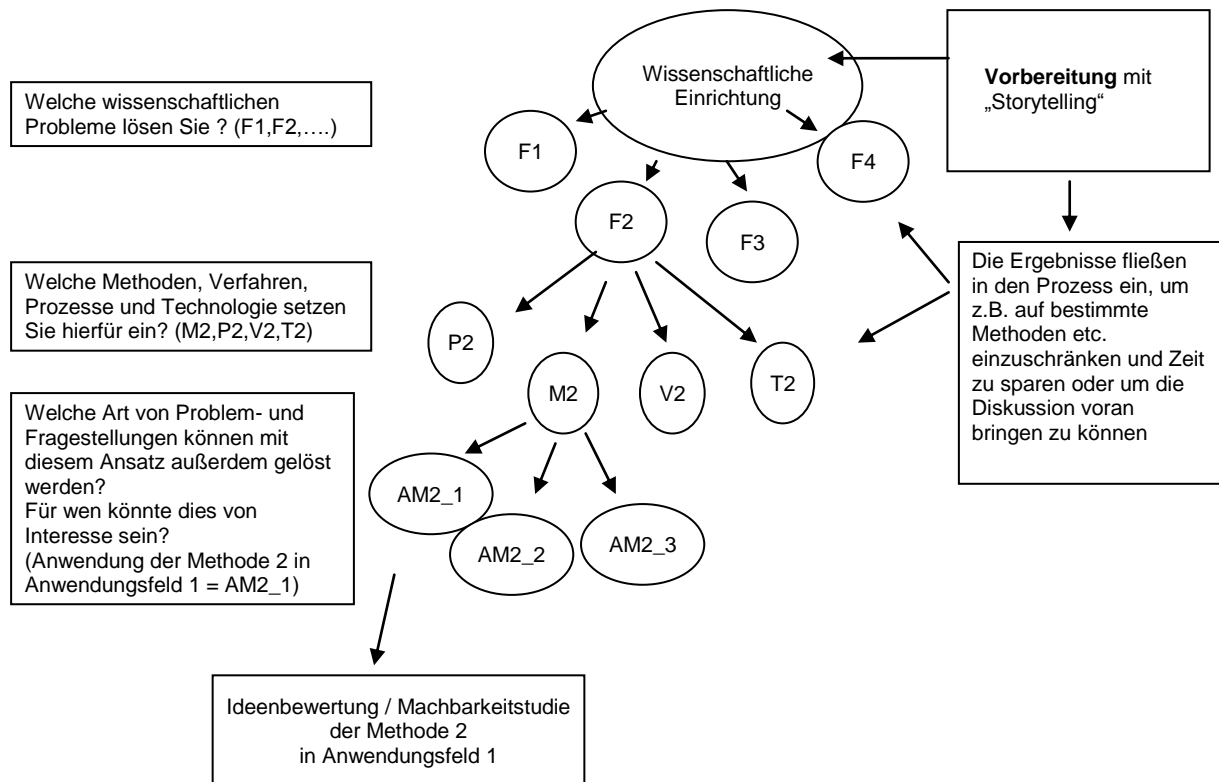 Wissenschaftliche
Einrichtung
Vorbereitung mit
„Storytelling“
Welche wissenschaftlichen
Probleme lösen Sie ? (F1,F2,….)
F1
F4
F2
F3
Welche Methoden, Verfahren,
Prozesse und Technologie setzen
Sie hierfür ein? (M2,P2,V2,T2)
P2
M2
V2
T2
Die Ergebnisse fließen
in den Prozess ein, um
z.B. auf bestimmte
Methoden etc.
einzuschränken und Zeit
zu sparen oder um die
Diskussion voran
bringen zu können
Welche Art von Problem- und
Fragestellungen können mit
diesem Ansatz außerdem gelöst
werden?
Für wen könnte dies von
Interesse sein?
(Anwendung der Methode 2 in
Anwendungsfeld 1 = AM2_1)
AM2_1
AM2_2
AM2_3
Ideenbewertung / Machbarkeitstudie
der Methode 2
in Anwendungsfeld 1